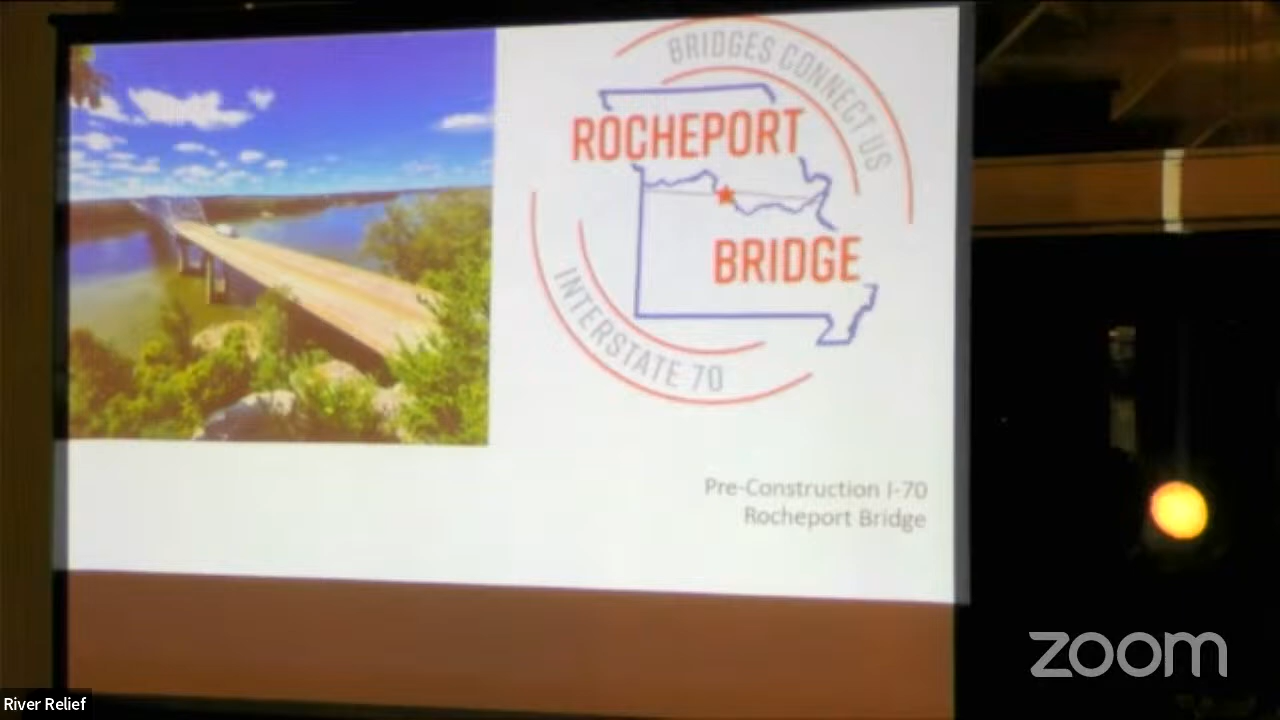 BRIDGES CONNECT US
ROCHEPORT
BRIDGE
INTERSTATE 70
Pre-Construction I-70
Rocheport Bridge
zoom
River Relief